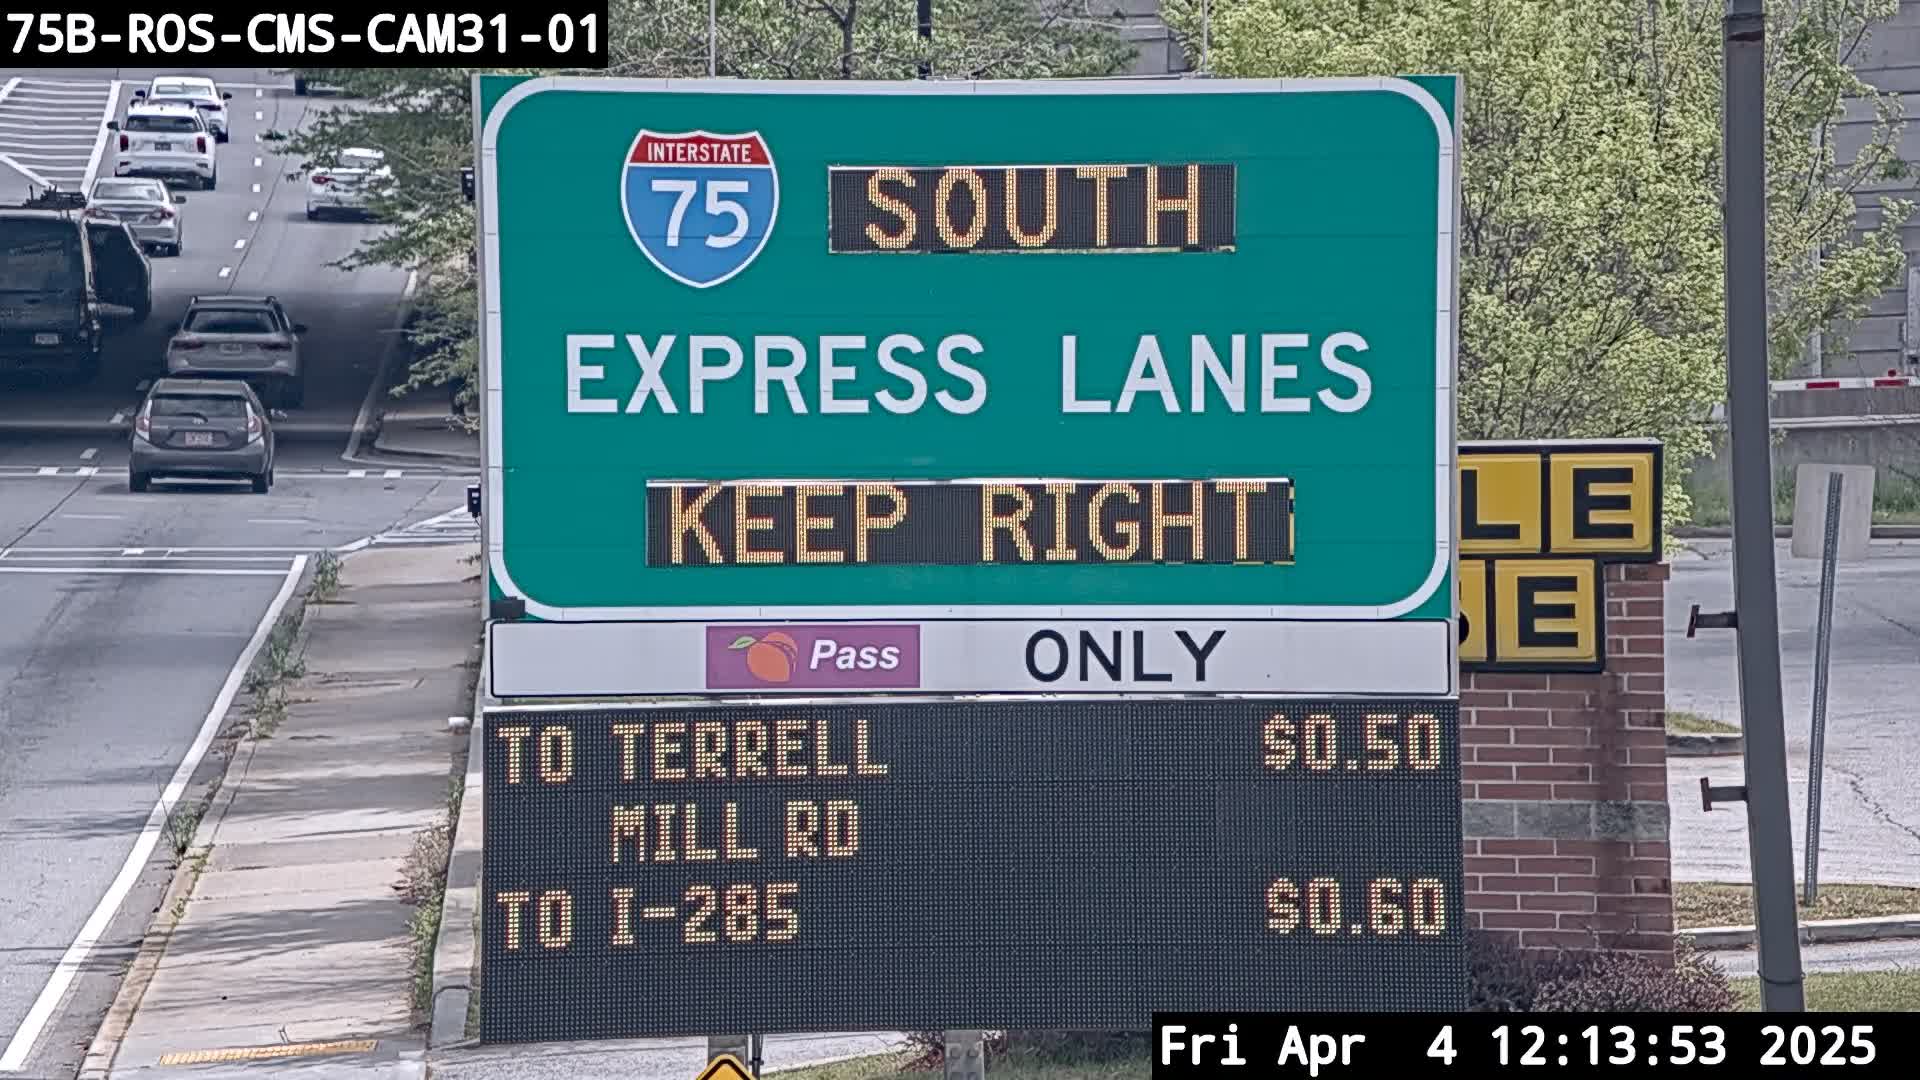 75B-ROS-CMS-CAM31-01
INTERSTATE
75
SOUTH
EXPRESS LANES
KEEP RIGHT
Pass ONLY
TO TERRELL $0.50
MILL RD
TO I-285 $0.60
LE
E
Fri Apr 4 12:13:53 2025